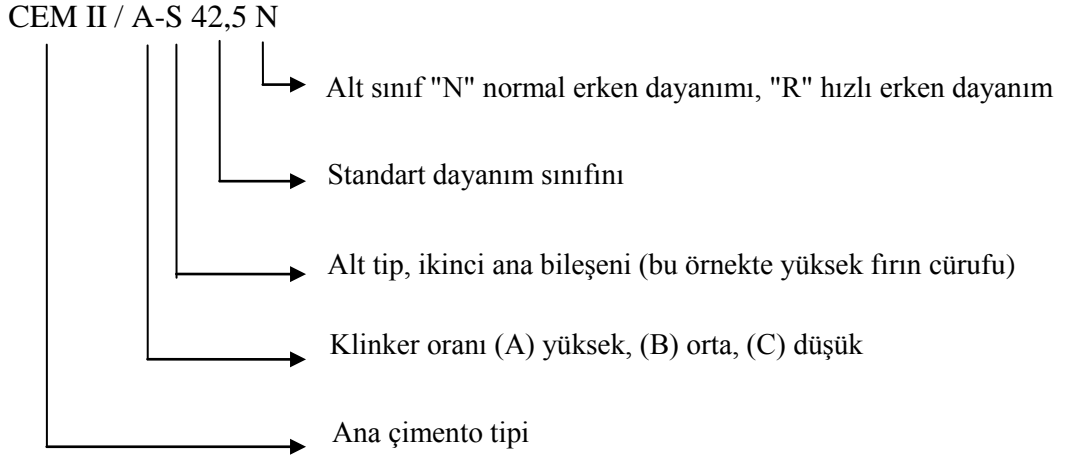 CEM II / A-S 42,5 N
Alt sınıf "N" normal erken dayanımı, "R" hızlı erken dayanım
Standart dayanım sınıfını
Alt tip, ikinci ana bileşeni (bu örnekte yüksek fırın cürufu)
Klinker oranı (A) yüksek, (B) orta, (C) düşük
Ana çimento tipi